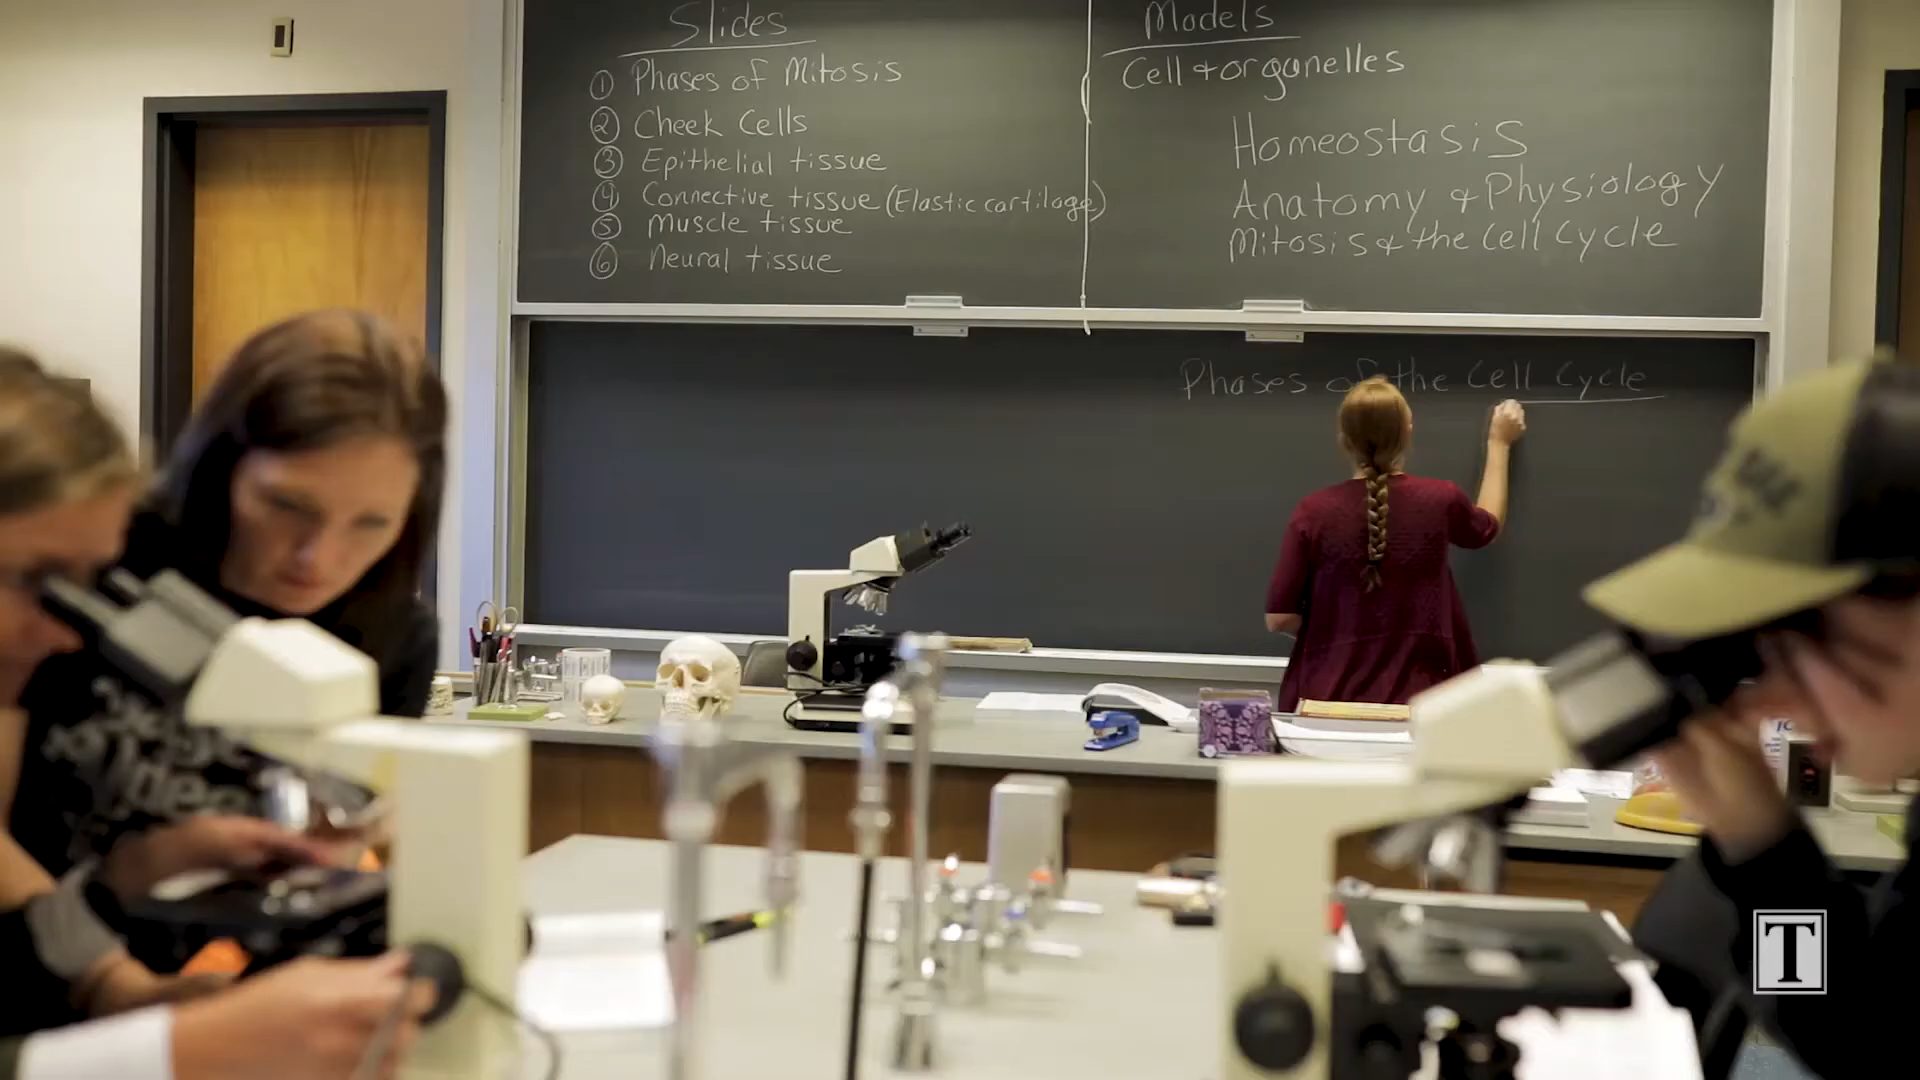 Slides
① Phases of Mitosis
② Cheek Cells
③ Epithelial tissue
④ Connective tissue (Elastic cartilage)
⑤ Muscle tissue
⑥ Neural tissue
Models
Cell & organelles
Homeostasis
Anatomy & Physiology
Mitosis & the Cell Cycle
Phases of the Cell Cycle
T